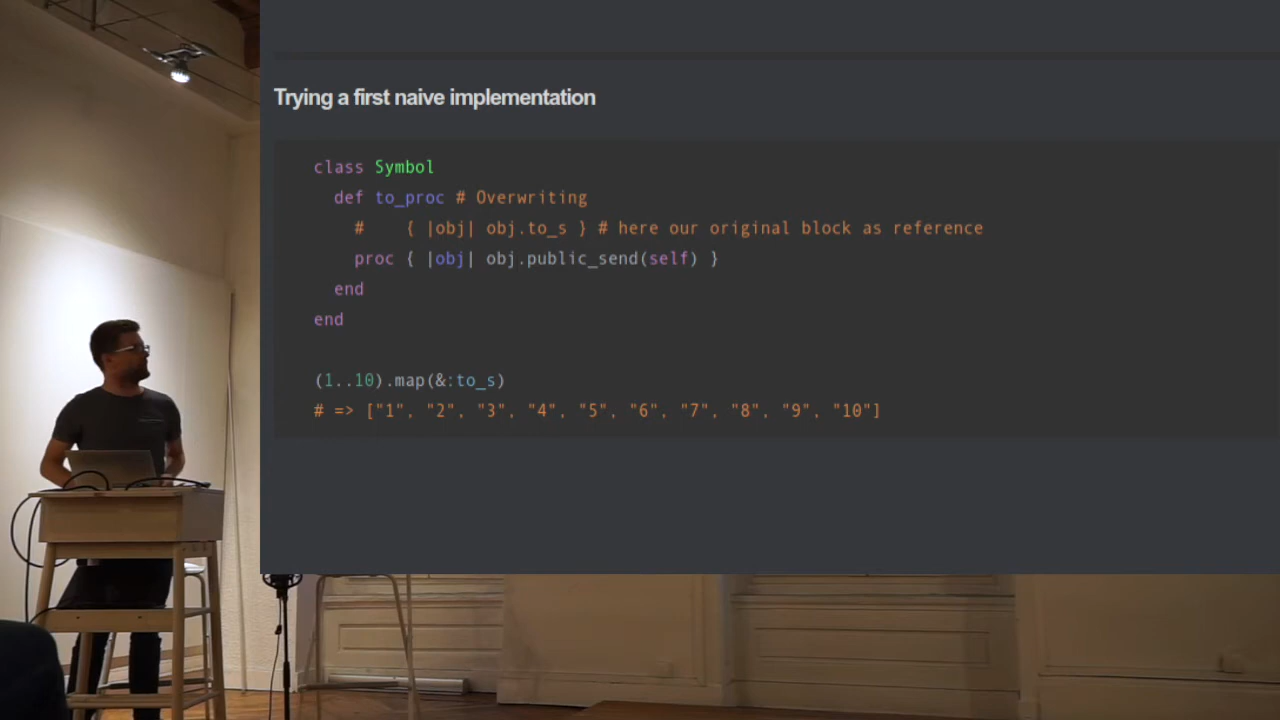 Trying a first naive implementation
class Symbol
def to_proc # Overwriting
# { |obj| obj.to_s } # here our original block as reference
proc { |obj| obj.public_send(self) }
end
end
(1..10).map(&:to_s)
# => ["1", "2", "3", "4", "5", "6", "7", "8", "9", "10"]